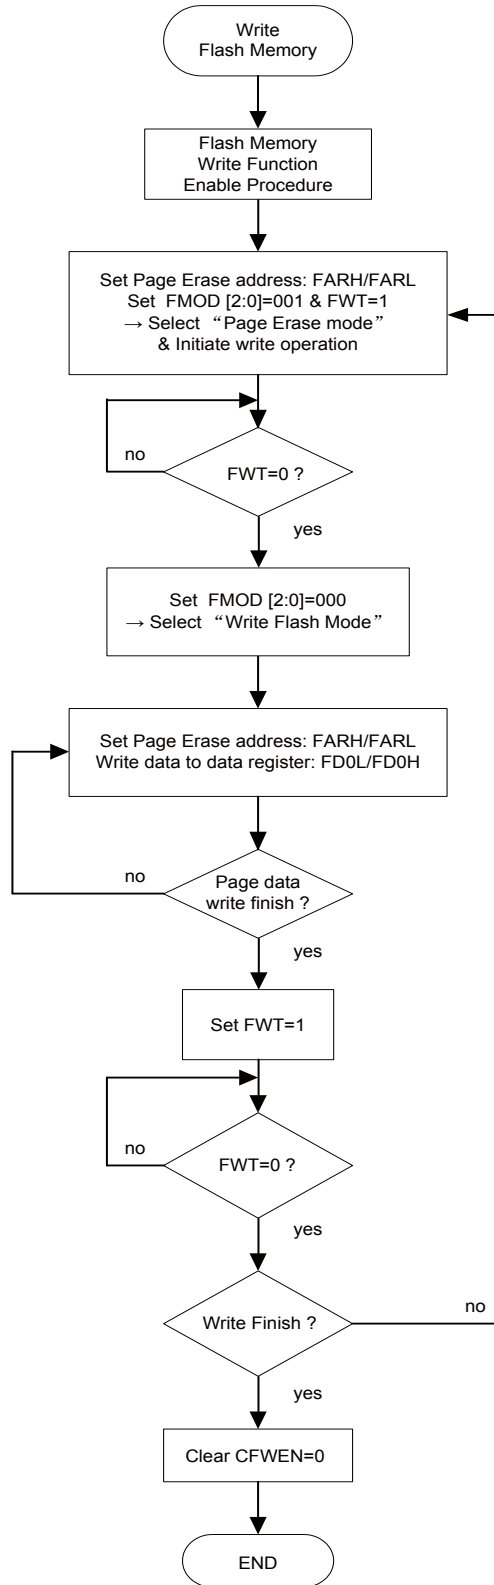 Write
Flash Memory
Flash Memory
Write Function
Enable Procedure
Set Page Erase address: FARH/FARL
Set FMOD [2:0]=001 & FWT=1
→ Select “Page Erase mode”
& Initiate write operation
no
FWT=0 ?
yes
Set FMOD [2:0]=000
→ Select “Write Flash Mode”
Set Page Erase address: FARH/FARL
Write data to data register: FD0L/FD0H
no
Page data
write finish ?
yes
Set FWT=1
no
FWT=0 ?
yes
Write Finish ?
no
yes
Clear CFWEN=0
END